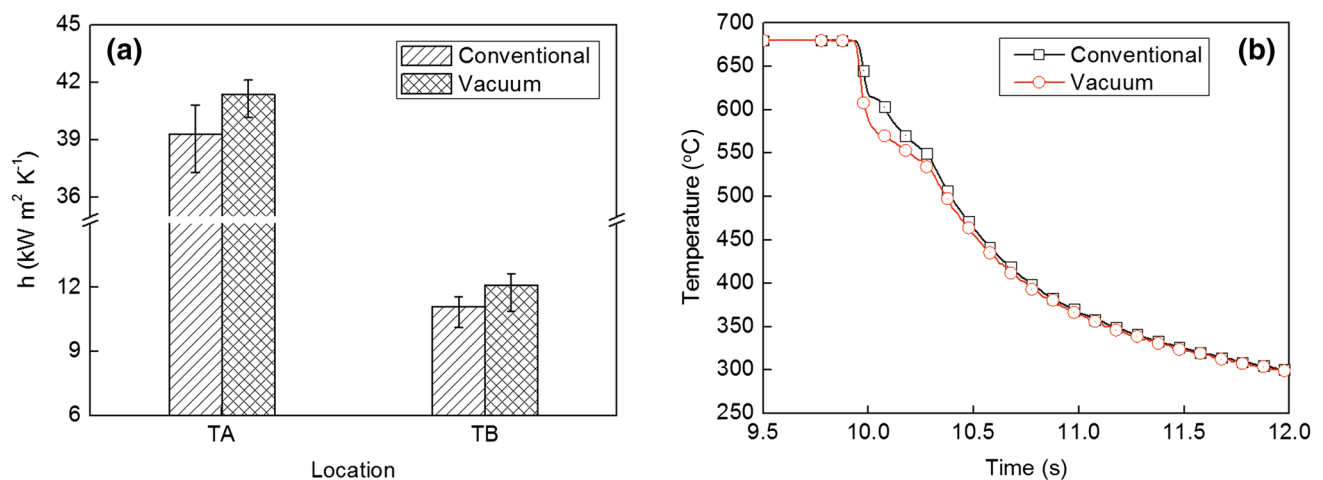 (a)
Conventional
Vacuum
45
42
39
36
12
9
6
h (kW m² K⁻¹)
TA
TB
Location
(b)
Conventional
Vacuum
700
650
600
550
500
450
400
350
300
250
Temperature (°C)
9.5
10.0
10.5
11.0
11.5
12.0
Time (s)